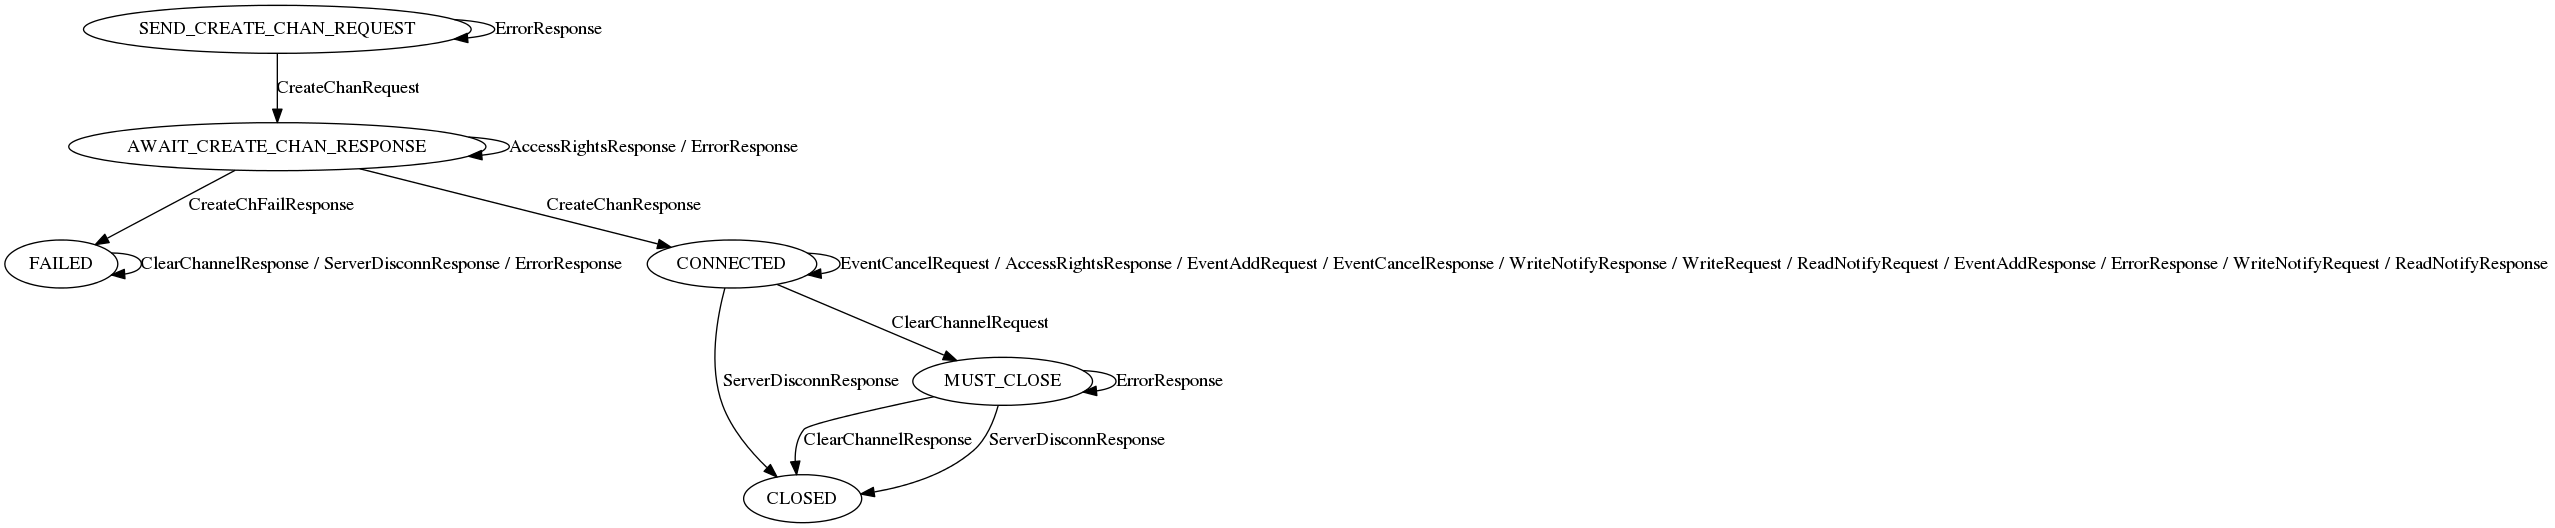 SEND_CREATE_CHAN_REQUEST
ErrorResponse
CreateChanRequest
AWAIT_CREATE_CHAN_RESPONSE
AccessRightsResponse / ErrorResponse
CreateChFailResponse
CreateChanResponse
FAILED
ClearChannelResponse / ServerDisconnResponse / ErrorResponse
CONNECTED
EventCancelRequest / AccessRightsResponse / EventAddRequest / EventCancelResponse / WriteNotifyResponse / WriteRequest / ReadNotifyRequest / EventAddResponse / ErrorResponse / WriteNotifyRequest / ReadNotifyResponse
ClearChannelRequest
ServerDisconnResponse
MUST_CLOSE
ErrorResponse
ClearChannelResponse
ServerDisconnResponse
CLOSED